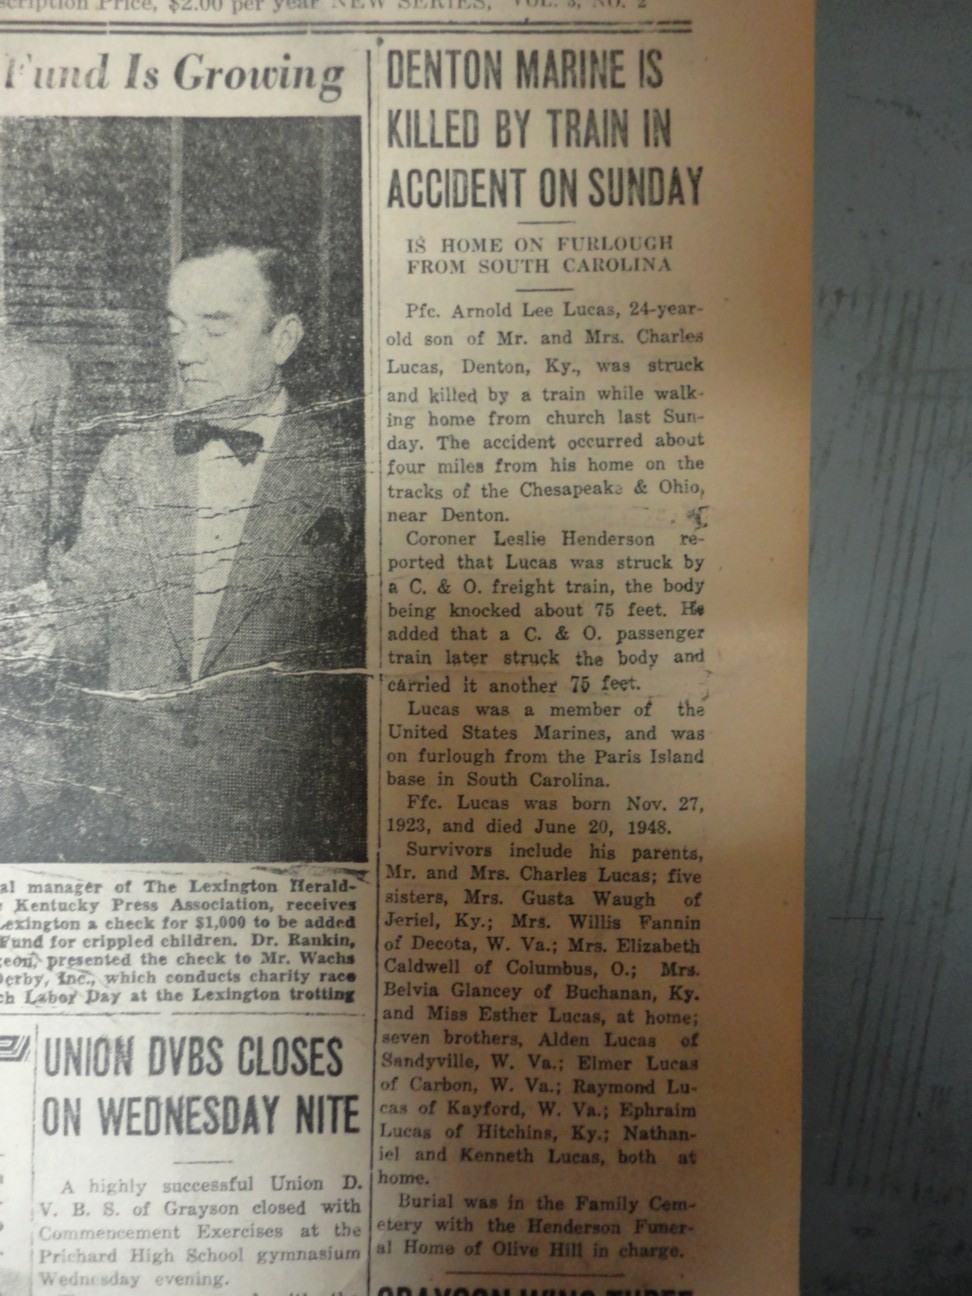 scription Price, $2.00 per year NEW SERIES, VOL. 3, NO. 2
Fund Is Growing
al manager of The Lexington Herald-
Kentucky Press Association, receives
Lexington a check for $1,000 to be added
Fund for crippled children. Dr. Rankin,
geon, presented the check to Mr. Wachs
Derby, Inc., which conducts charity race
ch Labor Day at the Lexington trotting
UNION DVBS CLOSES
ON WEDNESDAY NITE
A highly successful Union D.
V. B. S. of Grayson closed with
Commencement Exercises at the
Prichard High School gymnasium
Wednesday evening.
DENTON MARINE IS
KILLED BY TRAIN IN
ACCIDENT ON SUNDAY
IS HOME ON FURLOUGH
FROM SOUTH CAROLINA
Pfc. Arnold Lee Lucas, 24-year-
old son of Mr. and Mrs. Charles
Lucas, Denton, Ky., was struck
and killed by a train while walk-
ing home from church last Sun-
day. The accident occurred about
four miles from his home on the
tracks of the Chesapeake & Ohio,
near Denton.
Coroner Leslie Henderson re-
ported that Lucas was struck by
a C. & O. freight train, the body
being knocked about 75 feet. He
added that a C. & O. passenger
train later struck the body and
carried it another 75 feet.
Lucas was a member of the
United States Marines, and was
on furlough from the Paris Island
base in South Carolina.
Ffc. Lucas was born Nov. 27,
1923, and died June 20, 1948.
Survivors include his parents,
Mr. and Mrs. Charles Lucas; five
sisters, Mrs. Gusta Waugh of
Jeriel, Ky.; Mrs. Willis Fannin
of Decota, W. Va.; Mrs. Elizabeth
Caldwell of Columbus, O.; Mrs.
Belvia Glancey of Buchanan, Ky.
and Miss Esther Lucas, at home;
seven brothers, Alden Lucas of
Sandyville, W. Va.; Elmer Lucas
of Carbon, W. Va.; Raymond Lu-
cas of Kayford, W. Va.; Ephraim
Lucas of Hitchins, Ky.; Nathan-
iel and Kenneth Lucas, both at
home.
Burial was in the Family Cem-
etery with the Henderson Funer-
al Home of Olive Hill in charge.